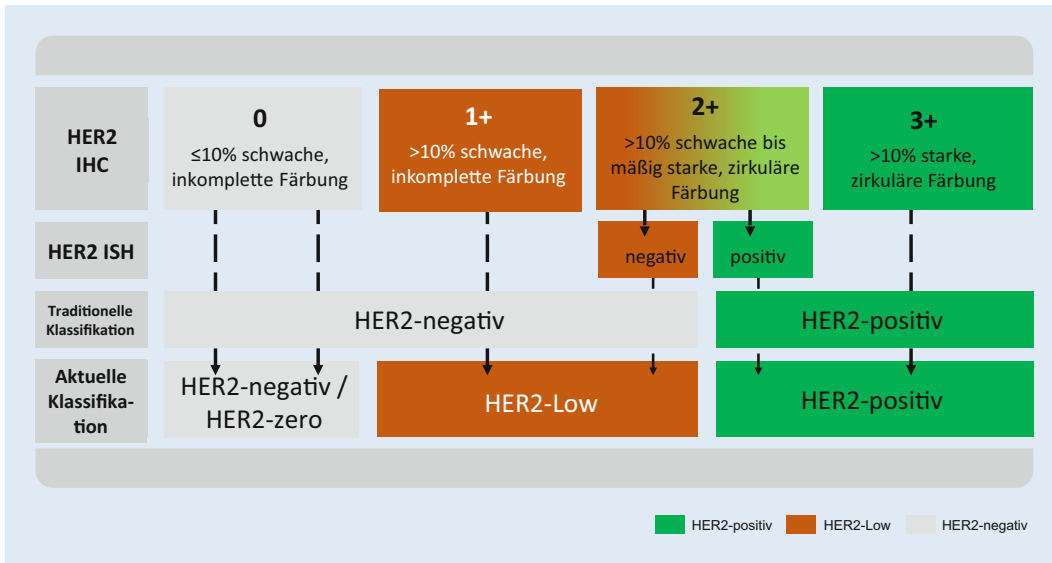 HER2
IHC
0
≤10% schwache,
inkomplette Färbung
1+
>10% schwache,
inkomplette Färbung
2+
>10% schwache bis
mäßig starke, zirkuläre
Färbung
3+
>10% starke,
zirkuläre Färbung
HER2 ISH
negativ
positiv
Traditionelle
Klassifikation
HER2-negativ
HER2-positiv
Aktuelle
Klassifika-
tion
HER2-negativ /
HER2-zero
HER2-Low
HER2-positiv
HER2-positiv
HER2-Low
HER2-negativ